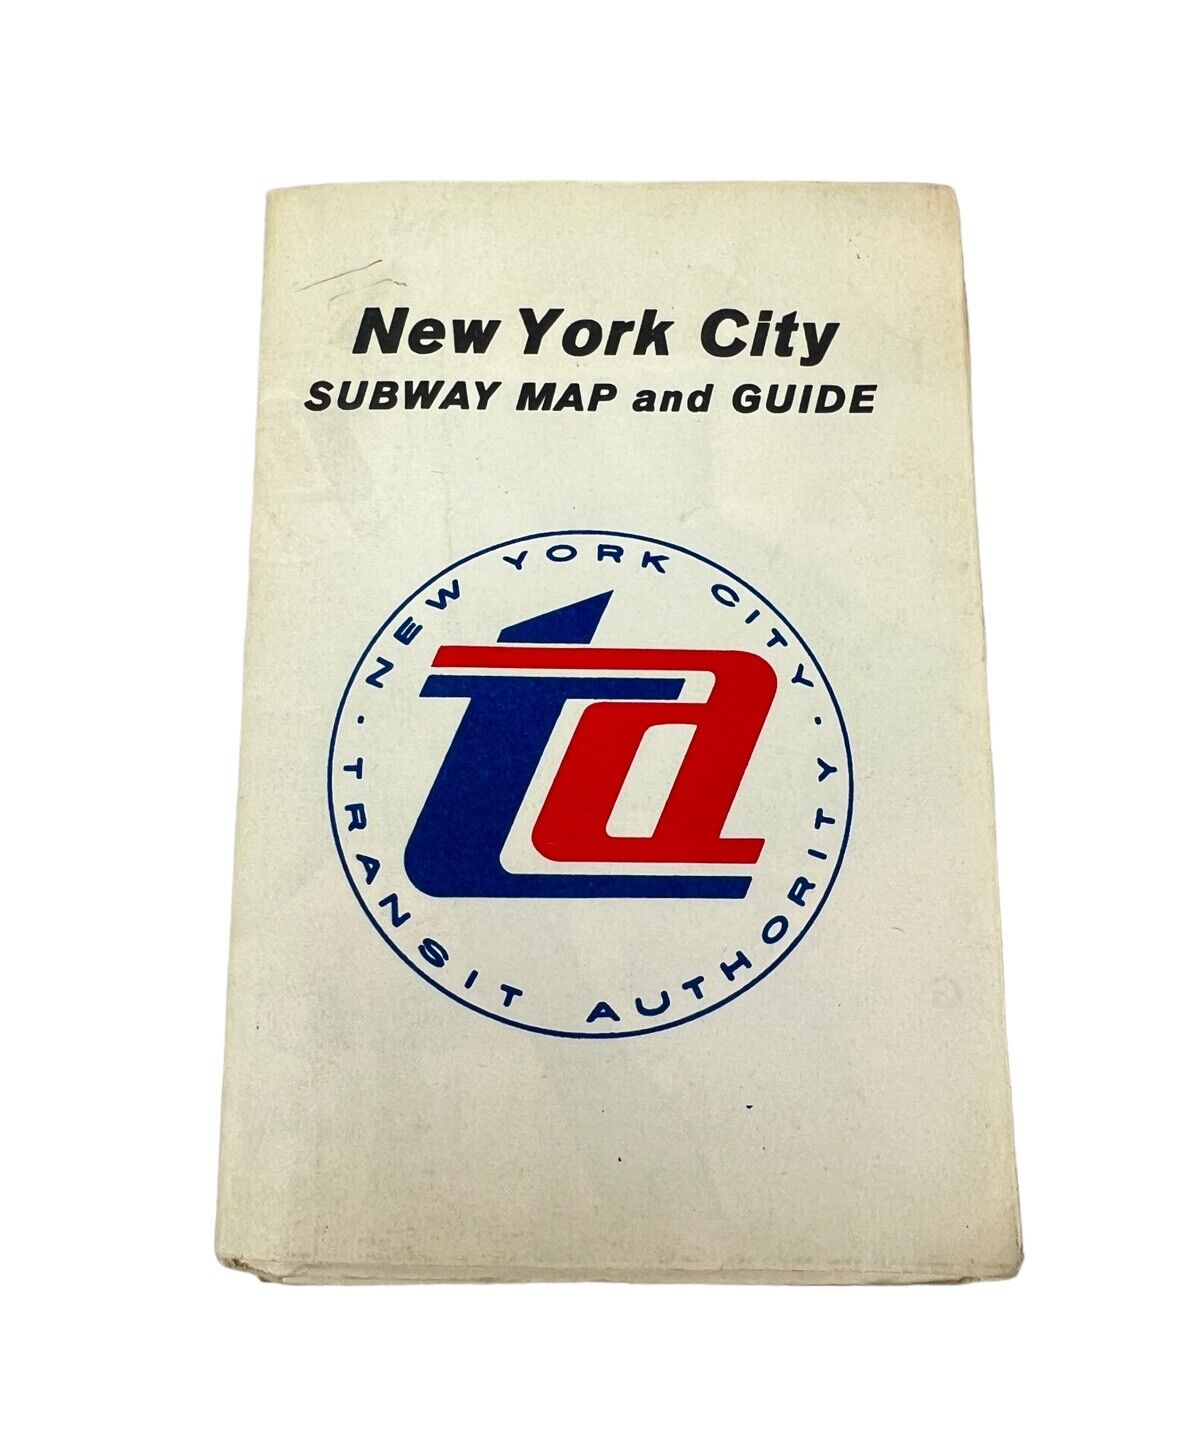 New York City
SUBWAY MAP and GUIDE
NEW YORK CITY
ta
· TRANSIT AUTHORITY ·